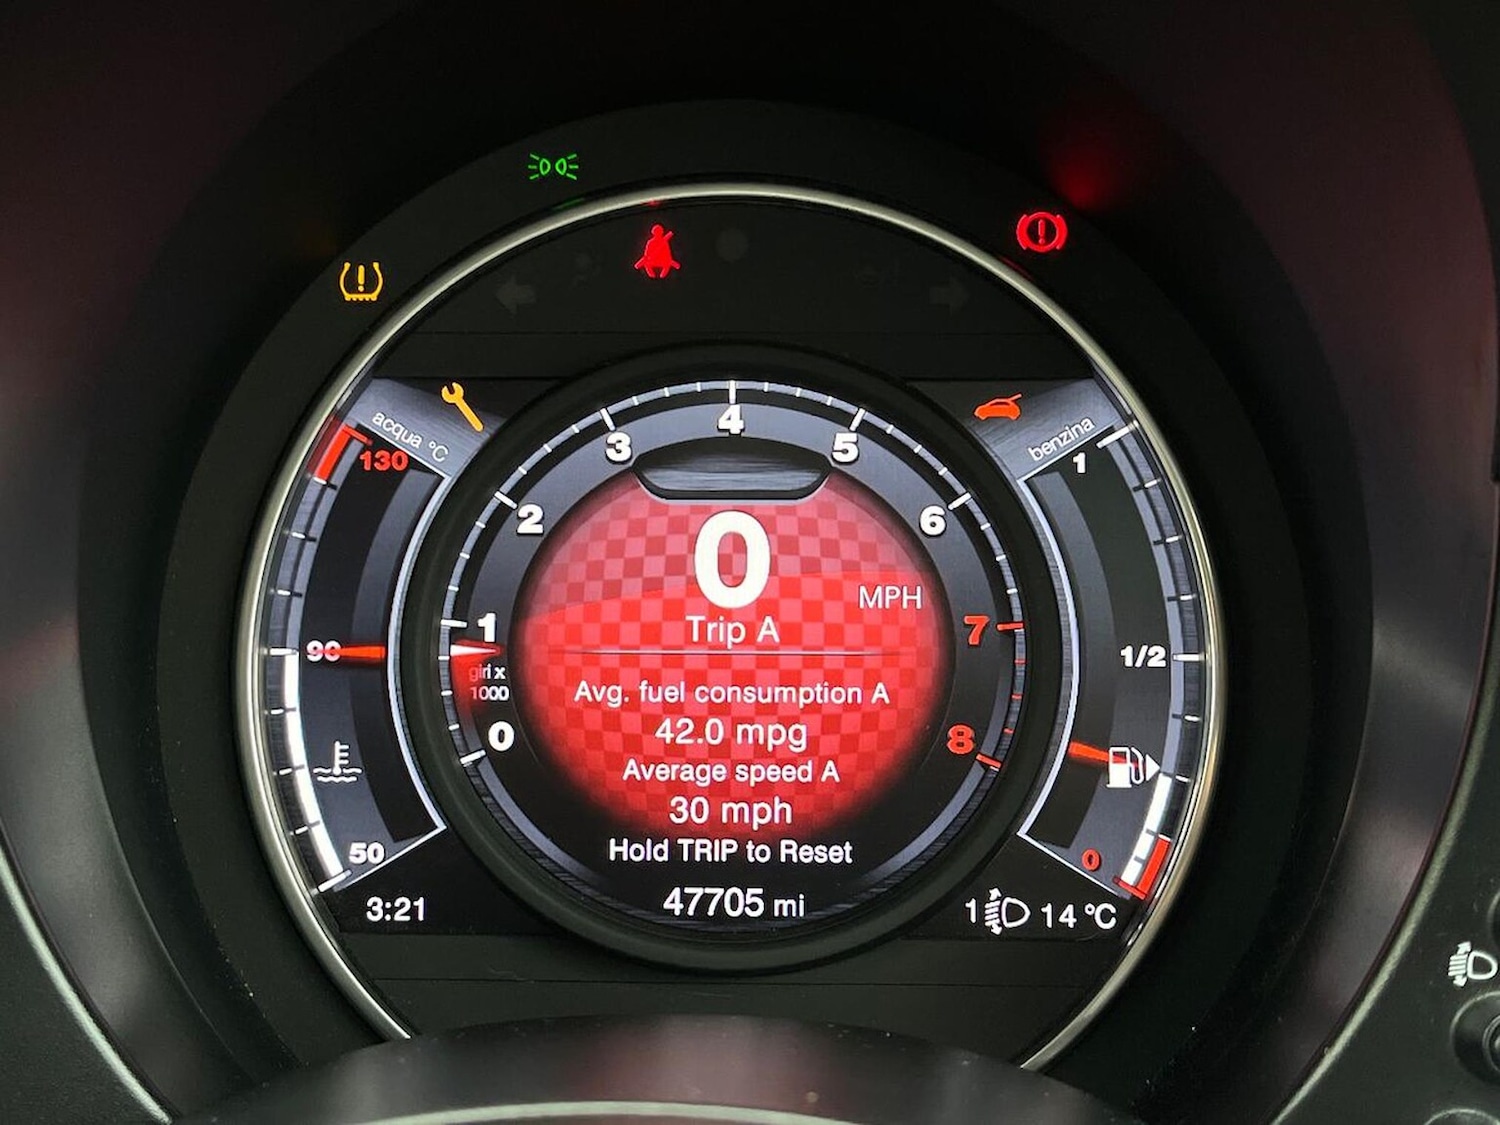 acqua °C
130
90
50
3:21
0
1
2
3
4
5
6
7
8
giri x
1000
0
MPH
Trip A
Avg. fuel consumption A
42.0 mpg
Average speed A
30 mph
Hold TRIP to Reset
47705 mi
benzina
1
1/2
0
1
14 °C